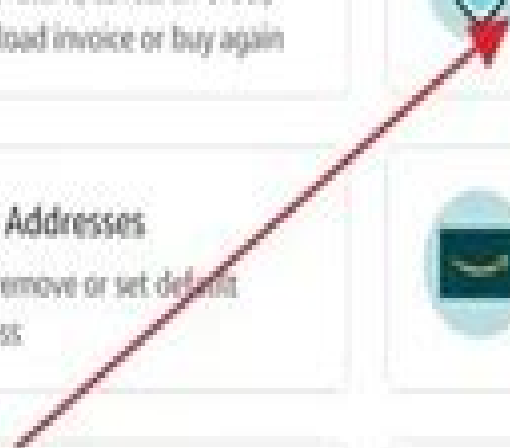 load invoice or buy again
Addresses
emove or set default
ss